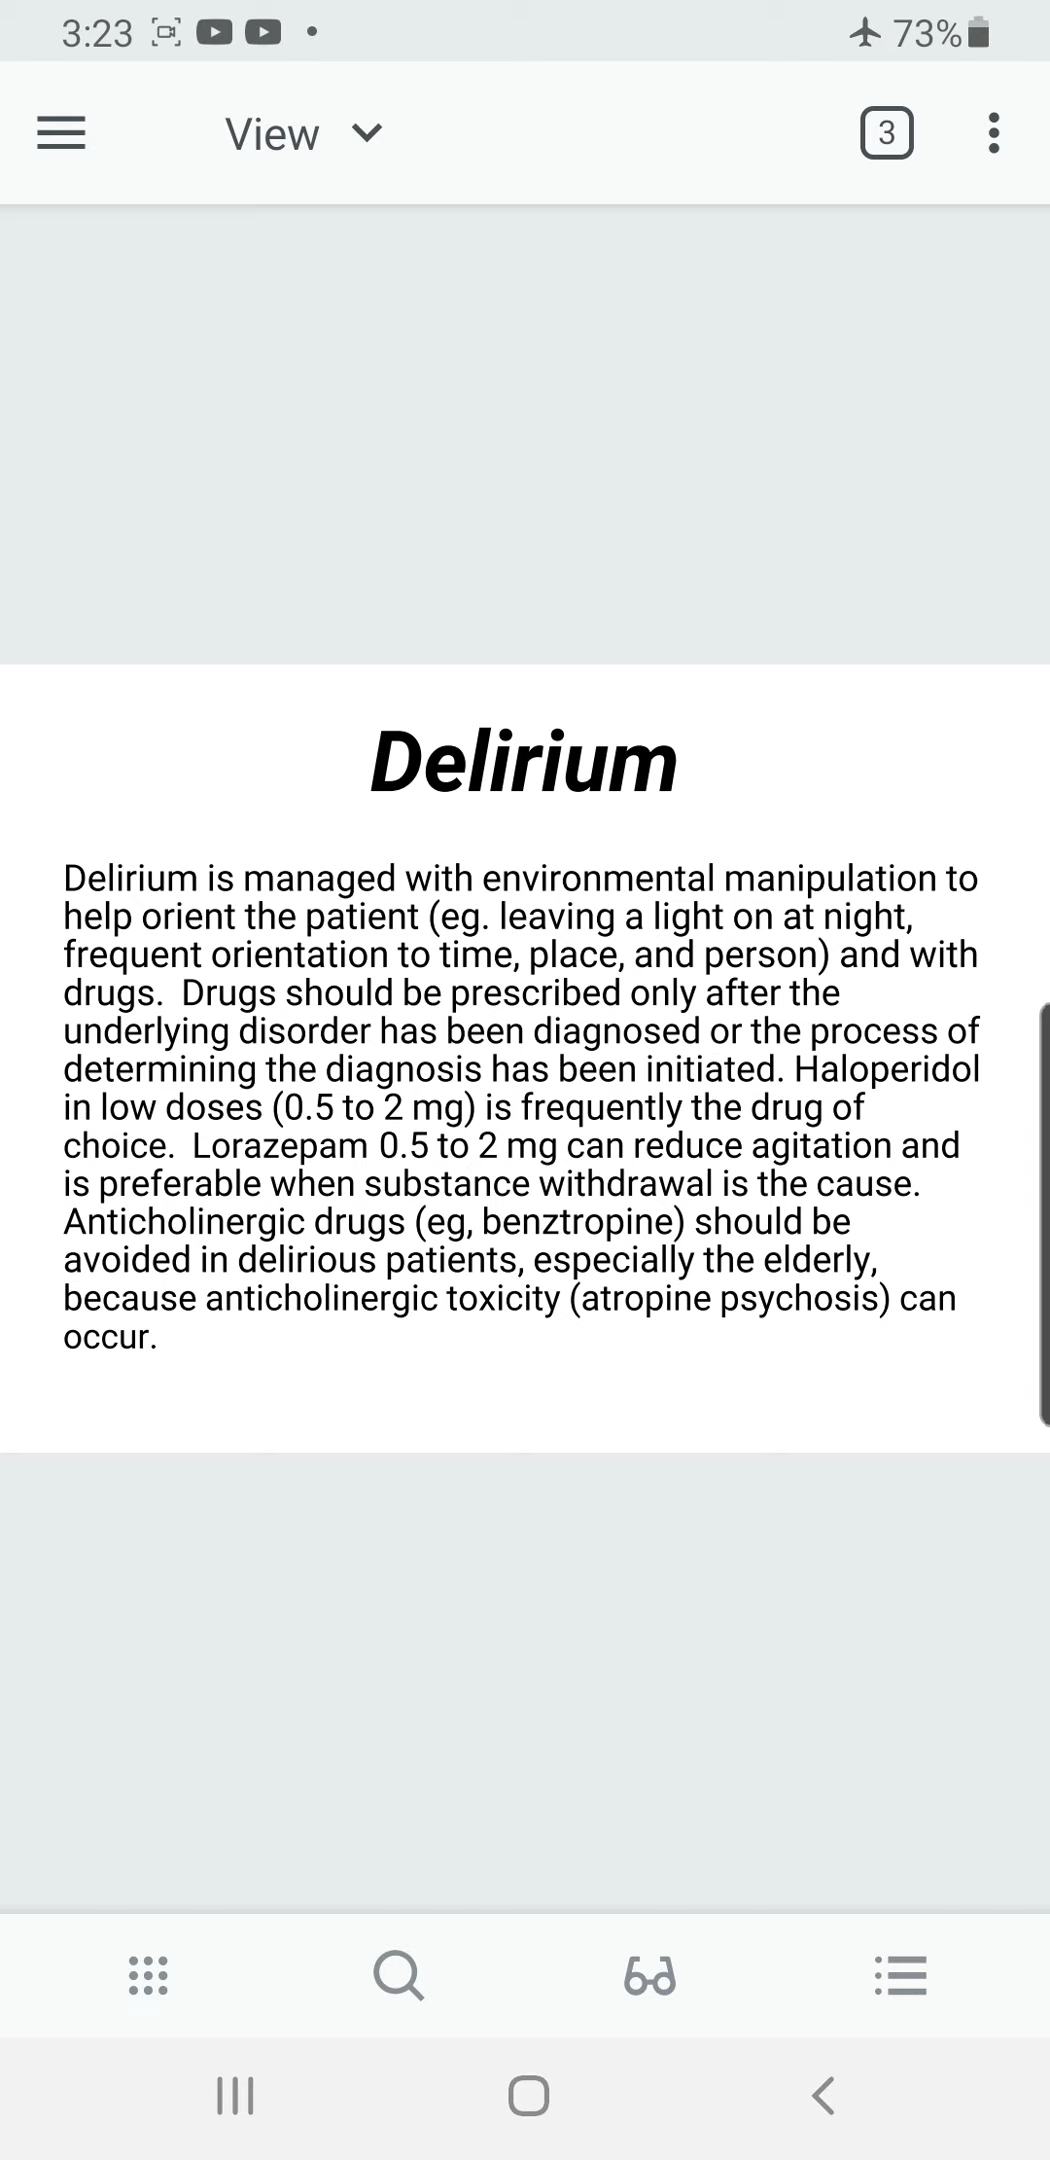 3:23
73%
View
3
Delirium
Delirium is managed with environmental manipulation to
help orient the patient (eg. leaving a light on at night,
frequent orientation to time, place, and person) and with
drugs.  Drugs should be prescribed only after the
underlying disorder has been diagnosed or the process of
determining the diagnosis has been initiated. Haloperidol
in low doses (0.5 to 2 mg) is frequently the drug of
choice.  Lorazepam 0.5 to 2 mg can reduce agitation and
is preferable when substance withdrawal is the cause.
Anticholinergic drugs (eg, benztropine) should be
avoided in delirious patients, especially the elderly,
because anticholinergic toxicity (atropine psychosis) can
occur.